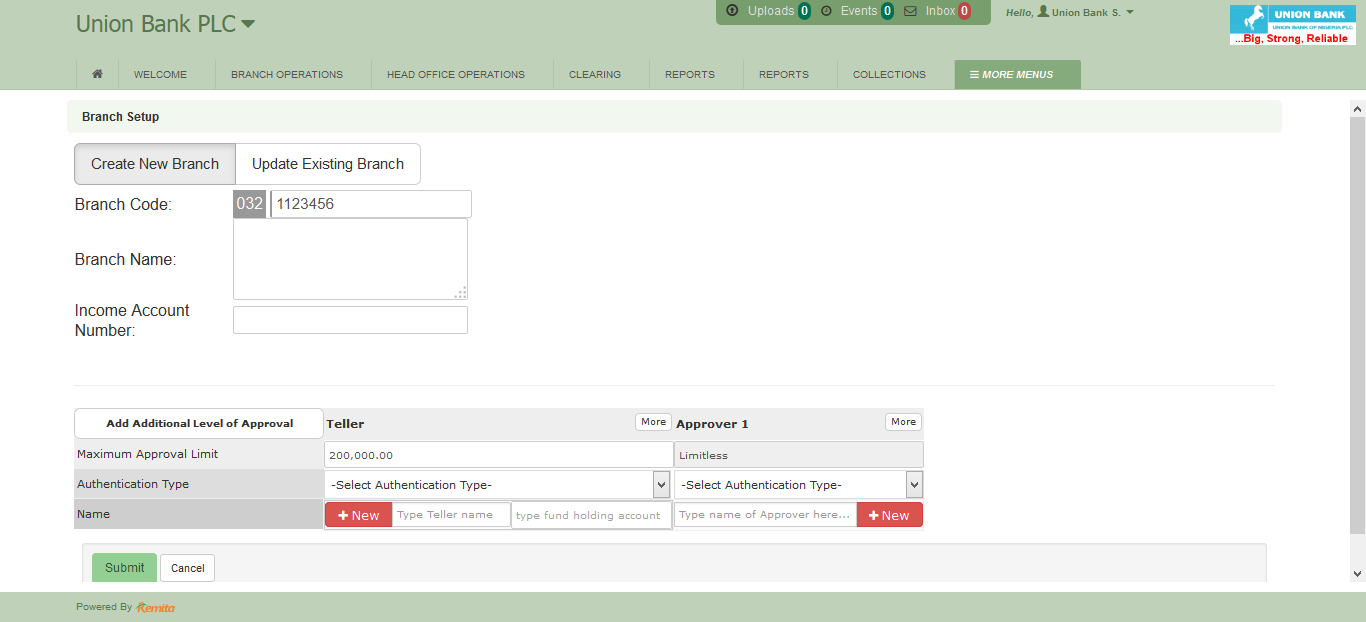 Union Bank PLC
Uploads 0 Events 0 Inbox 0
Hello, Union Bank S.
UNION BANK
UNION BANK OF NIGERIA PLC
...Big, Strong, Reliable
WELCOME BRANCH OPERATIONS HEAD OFFICE OPERATIONS CLEARING REPORTS REPORTS COLLECTIONS MORE MENUS
Branch Setup
Create New Branch Update Existing Branch
Branch Code: 032 1123456
Branch Name:
Income Account
Number:
Add Additional Level of Approval Teller More Approver 1 More
Maximum Approval Limit 200,000.00 Limitless
Authentication Type -Select Authentication Type- -Select Authentication Type-
Name + New Type Teller name type fund holding account Type name of Approver here... + New
Submit Cancel
Powered By Remita